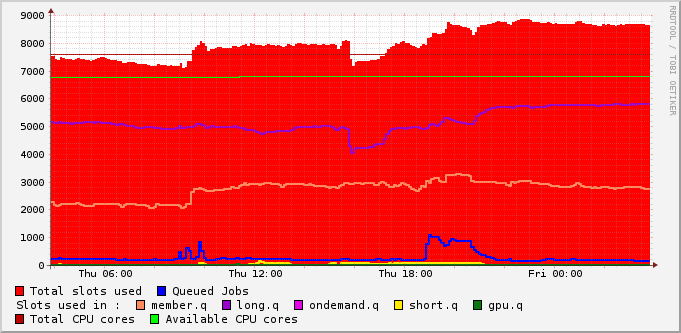 RRDTOOL / TOBI OETIKER
9000
8000
7000
6000
5000
4000
3000
2000
1000
0
Thu 06:00 Thu 12:00 Thu 18:00 Fri 00:00
Total slots used Queued Jobs
Slots used in : member.q long.q ondemand.q short.q gpu.q
Total CPU cores Available CPU cores